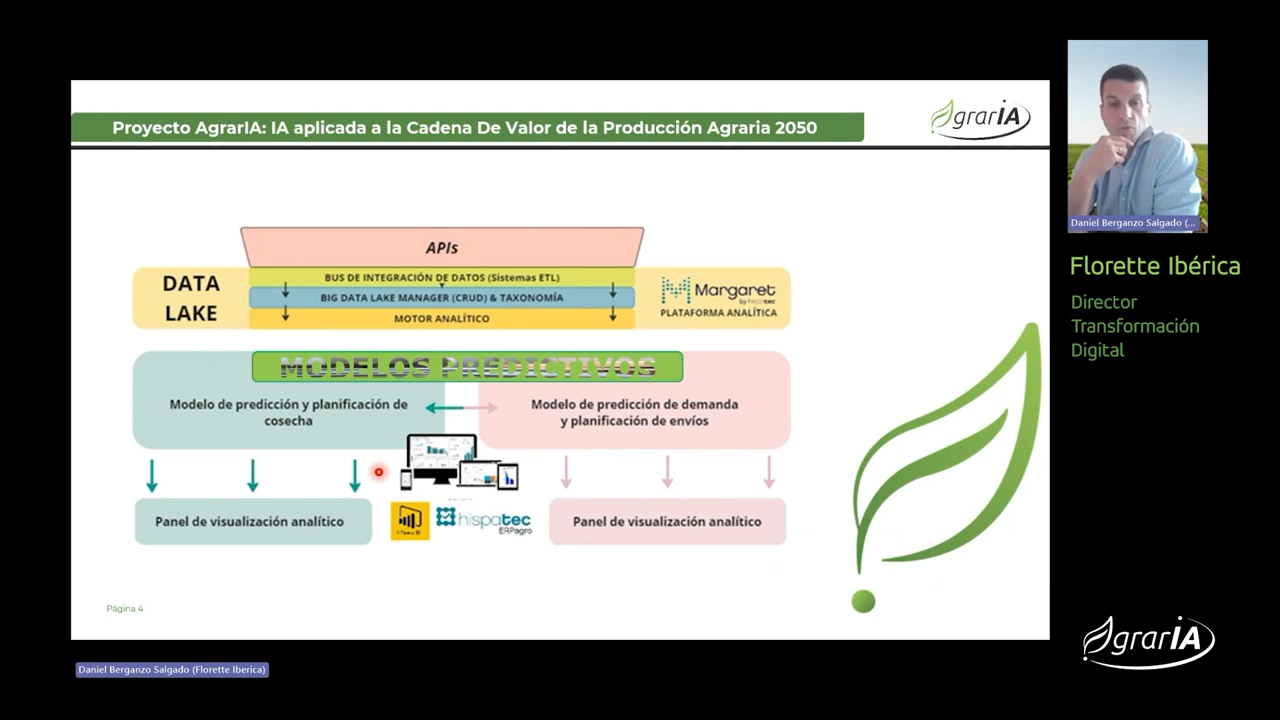 Proyecto AgrarIA: IA aplicada a la Cadena De Valor de la Producción Agraria 2050
AgrarIA
APIs
DATA
LAKE
BUS DE INTEGRACIÓN DE DATOS (Sistemas ETL)
BIG DATA LAKE MANAGER (CRUD) & TAXONOMÍA
MOTOR ANALÍTICO
Margaret
by hispatec
PLATAFORMA ANALÍTICA
MODELOS PREDICTIVOS
Modelo de predicción y planificación de
cosecha
Modelo de predicción de demanda
y planificación de envíos
Panel de visualización analítico
Power BI
hispatec
ERPagro
Panel de visualización analítico
Página 4
Daniel Berganzo Salgado (Florette Iberica)
Daniel Berganzo Salgado (...
Florette Ibérica
Director
Transformación
Digital
AgrarIA